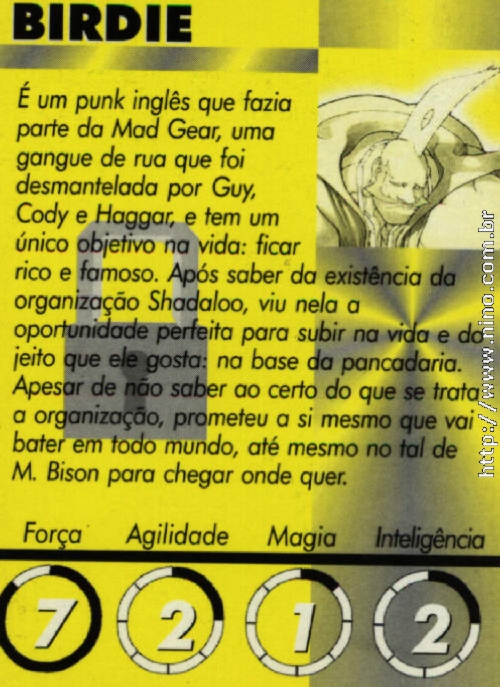 BIRDIE
É um punk inglês que fazia
parte da Mad Gear, uma
gangue de rua que foi
desmantelada por Guy,
Cody e Haggar, e tem um
único objetivo na vida: ficar
rico e famoso. Após saber da existência da
organização Shadaloo, viu nela a
oportunidade perfeita para subir na vida e do
jeito que ele gosta: na base da pancadaria.
Apesar de não saber ao certo do que se trata
a organização, prometeu a si mesmo que vai
bater em todo mundo, até mesmo no tal de
M. Bison para chegar onde quer.
Força Agilidade Magia Inteligência
7 2 1 2
http://www.nimo.com.br